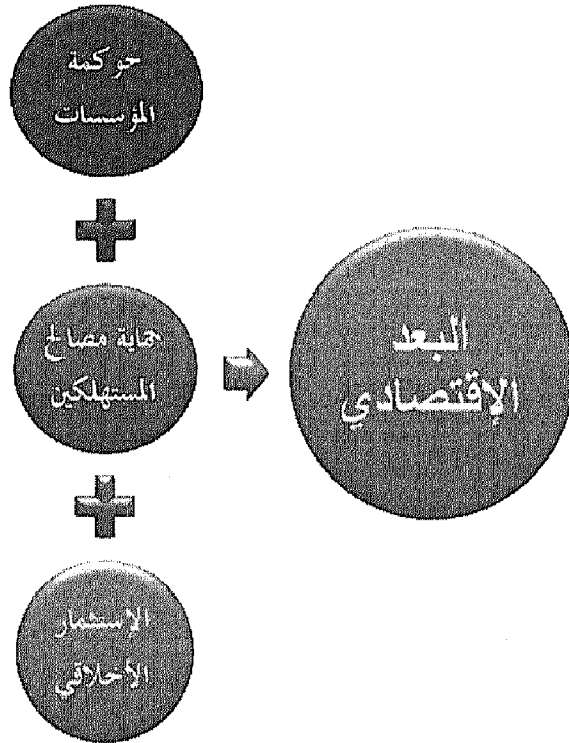 حوكمة
المؤسسات
حماية مصالح
المستهلكين
البعد
الإقتصادي
الإستثمار
الأخلاقي